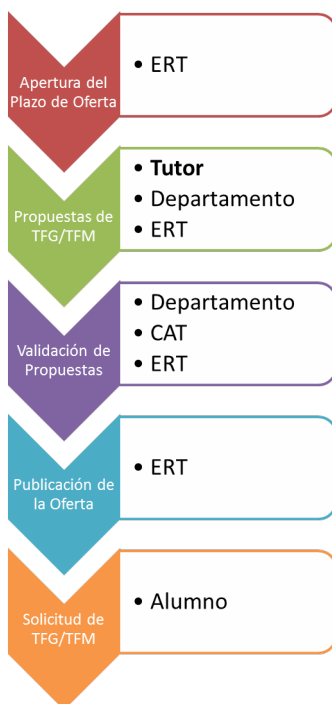 Apertura del
Plazo de Oferta
• ERT
Propuestas de
TFG/TFM
• Tutor
• Departamento
• ERT
Validación de
Propuestas
• Departamento
• CAT
• ERT
Publicación de
la Oferta
• ERT
Solicitud de
TFG/TFM
• Alumno